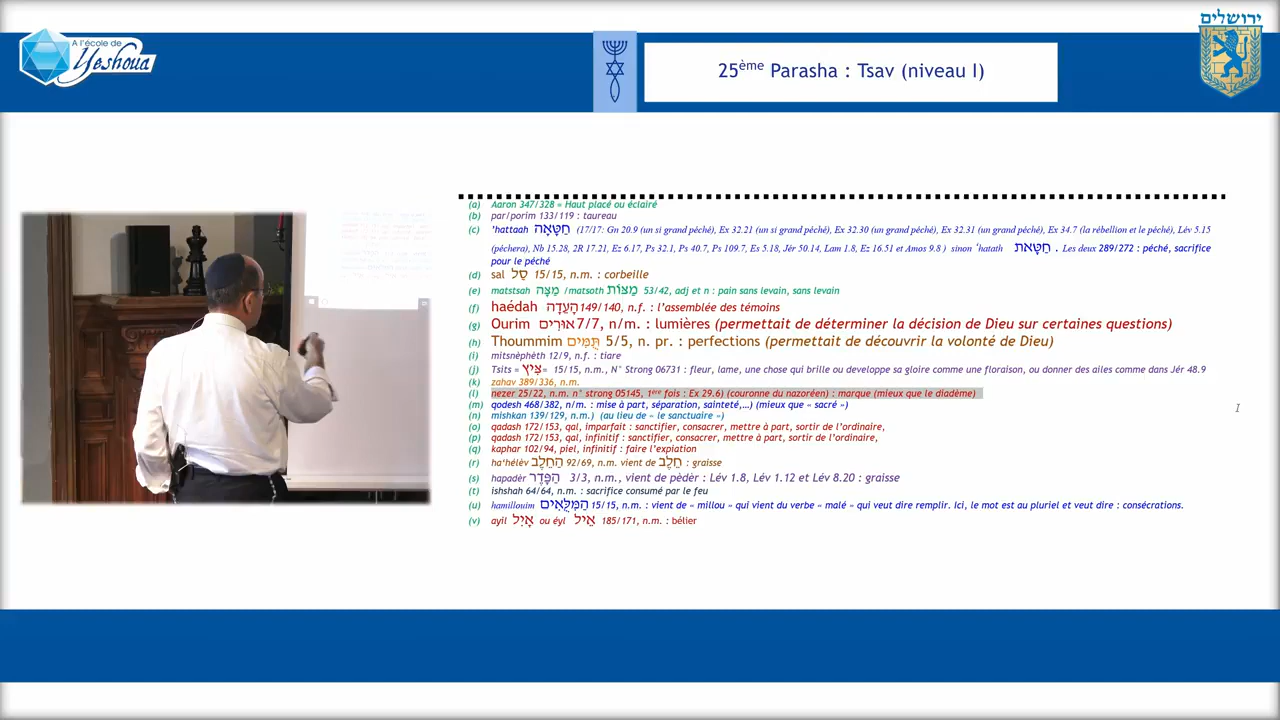 A l'école de
Yeshoua
25ème Parasha : Tsav (niveau I)
ירושלים
(a) Aaron 347/328 = Haut placé ou éclairé
(b) par/porim 133/119 : taureau
(c) 'hattaah חַטָּאָה (17/17: Gn 20.9 (un si grand péché), Ex 32.21 (un grand péché), Ex 32.30 (un grand péché), Ex 32.31 (un grand péché), Ex 34.7 (la rébellion et le péché), Lév 5.15
(péchera), Nb 15.28, 2R 17.21, Ez 6.17, Ps 32.1, Ps 40.7, Ps 109.7, Es 5.18, Jér 50.14, Lam 1.8, Ez 16.51 et Amos 9.8 ) sinon 'hatath חַטָּאת . Les deux 289/272 : péché, sacrifice
pour le péché
(d) sal סַל 15/15, n.m. : corbeille
(e) matstsah מַצָּה /matsoth מַצּוֹת 53/42, adj et n : pain sans levain, sans levain
(f) haédah הָעֵדָה 149/140, n.f. : l'assemblée des témoins
(g) Ourim אוּרִים 7/7, n/m. : lumières (permettait de déterminer la décision de Dieu sur certaines questions)
(h) Thoummim תֻּמִּים 5/5, n. pr. : perfections (permettait de découvrir la volonté de Dieu)
(i) mitsnéphèth 12/9, n.f. : tiare
(j) Tsits = צִּיץ= 15/15, n.m., N° Strong 06731 : fleur, lame, une chose qui brille ou developpe sa gloire comme une floraison, ou donner des ailes comme dans Jér 48.9
(k) zahav 389/336, n.m.
(l) nezer 25/22, n.m. n° strong 05145, 1ère fois : Ex 29.6) (couronne du nazoréen) : marque (mieux que le diadème)
(m) qodesh 468/382, n/m. : mise à part, séparation, sainteté,…) (mieux que « sacré »)
(n) mishkan 139/129, n.m.) (au lieu de « le sanctuaire »)
(o) qadash 172/153, qal, imparfait : sanctifier, consacrer, mettre à part, sortir de l'ordinaire,
(p) qadash 172/153, qal, infinitif : sanctifier, consacrer, mettre à part, sortir de l'ordinaire,
(q) kaphar 102/94, piel, infinitif : faire l'expiation
(r) ha'hélèv הַחֵלֶב 92/69, n.m. vient de חֵלֶב : graisse
(s) hapadèr הַפָּדֶר 3/3, n.m., vient de pèdèr : Lév 1.8, Lév 1.12 et Lév 8.20 : graisse
(t) ishshah 64/64, n.m. : sacrifice consumé par le feu
(u) hamillouim הַמִּלֻּאִים 15/15, n.m. : vient de « millou » qui vient du verbe « malé » qui veut dire remplir. Ici, le mot est au pluriel et veut dire : consécrations.
(v) ayil אַיִל ou éyl אֵיל 185/171, n.m. : bélier